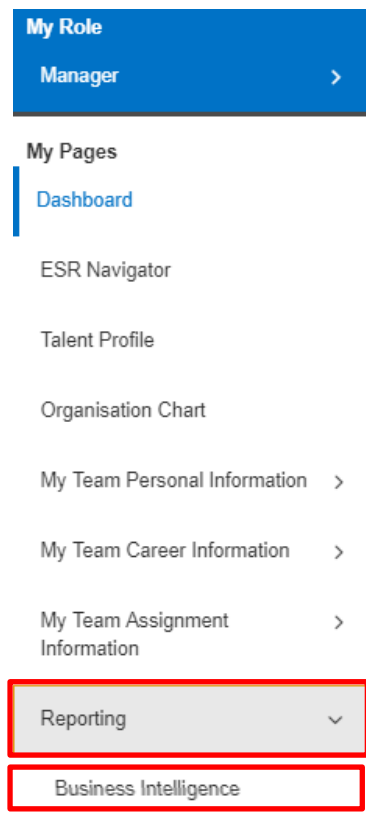 My Role
Manager
My Pages
Dashboard
ESR Navigator
Talent Profile
Organisation Chart
My Team Personal Information
My Team Career Information
My Team Assignment
Information
Reporting
Business Intelligence